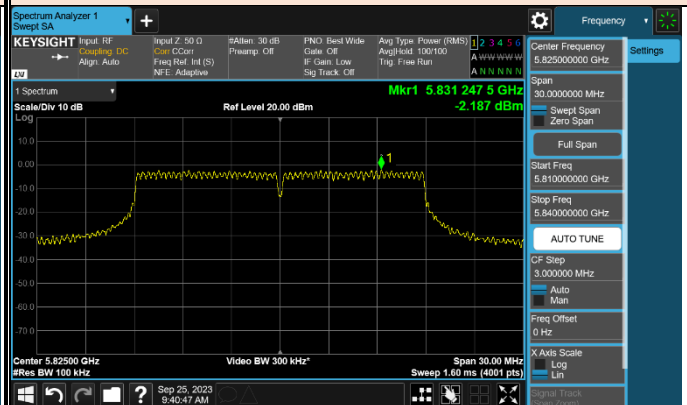 Spectrum Analyzer 1
Swept SA
+
Frequency
KEYSIGHT
Input: RF
Coupling: DC
Align: Auto
Input Z: 50 Ω
Corr CCorr
Freq Ref: Int (S)
NFE: Adaptive
#Atten: 30 dB
Preamp: Off
PNO: Best Wide
Gate: Off
IF Gain: Low
Sig Track: Off
Avg Type: Power (RMS)
Avg|Hold: 100/100
Trig: Free Run
1 2 3 4 5 6
A W W W W W
A N N N N N
LXI
1 Spectrum
Scale/Div 10 dB
Ref Level 20.00 dBm
Mkr1 5.831 247 5 GHz
-2.187 dBm
Log
10.0
0.00
-10.0
-20.0
-30.0
-40.0
-50.0
-60.0
-70.0
1
Center 5.82500 GHz
#Res BW 100 kHz
Video BW 300 kHz*
Span 30.00 MHz
Sweep 1.60 ms (4001 pts)
Sep 25, 2023
9:40:47 AM
?
Center Frequency
5.825000000 GHz
Settings
Span
30.0000000 MHz
Swept Span
Zero Span
Full Span
Start Freq
5.810000000 GHz
Stop Freq
5.840000000 GHz
AUTO TUNE
CF Step
3.000000 MHz
Auto
Man
Freq Offset
0 Hz
X Axis Scale
Log
Lin
Signal Track
(Span Zoom)